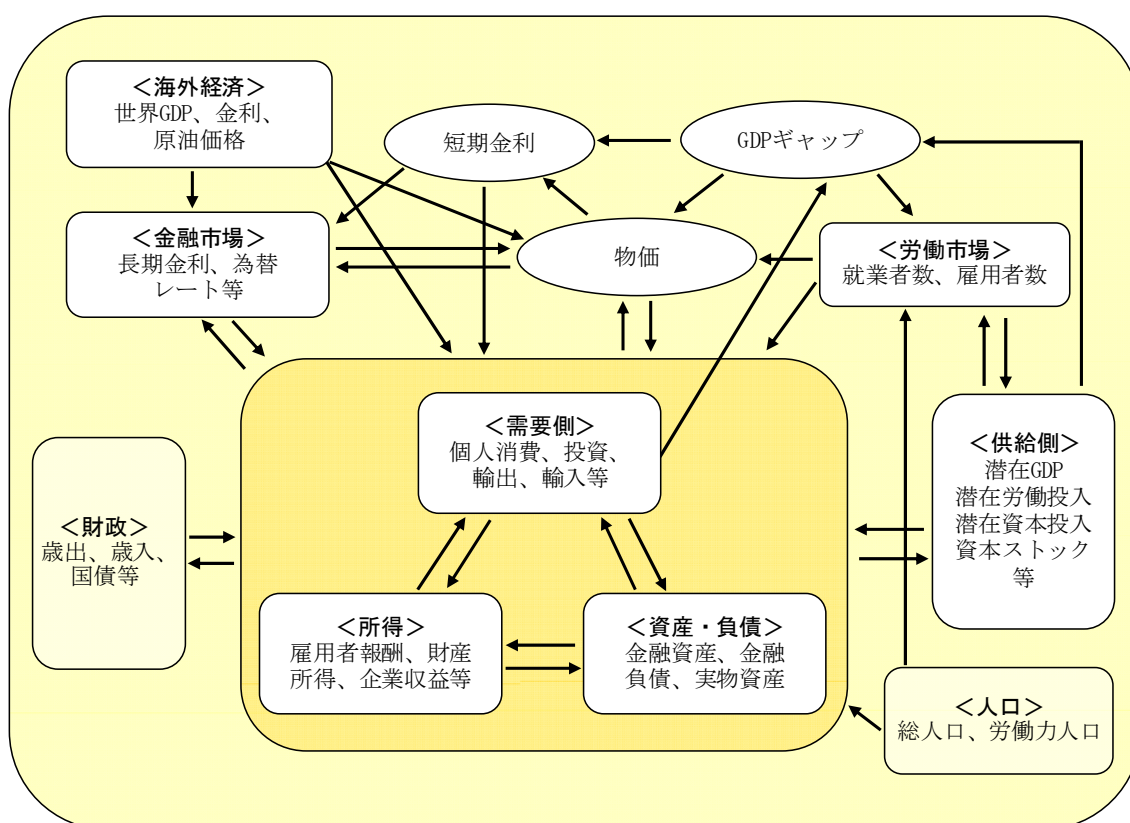 ＜海外経済＞
世界GDP、金利、
原油価格
短期金利
GDPギャップ
＜金融市場＞
長期金利、為替
レート等
物価
＜労働市場＞
就業者数、雇用者数
＜需要側＞
個人消費、投資、
輸出、輸入等
＜供給側＞
潜在GDP
潜在労働投入
潜在資本投入
資本ストック
等
＜財政＞
歳出、歳入、
国債等
＜所得＞
雇用者報酬、財産
所得、企業収益等
＜資産・負債＞
金融資産、金融
負債、実物資産
＜人口＞
総人口、労働力人口